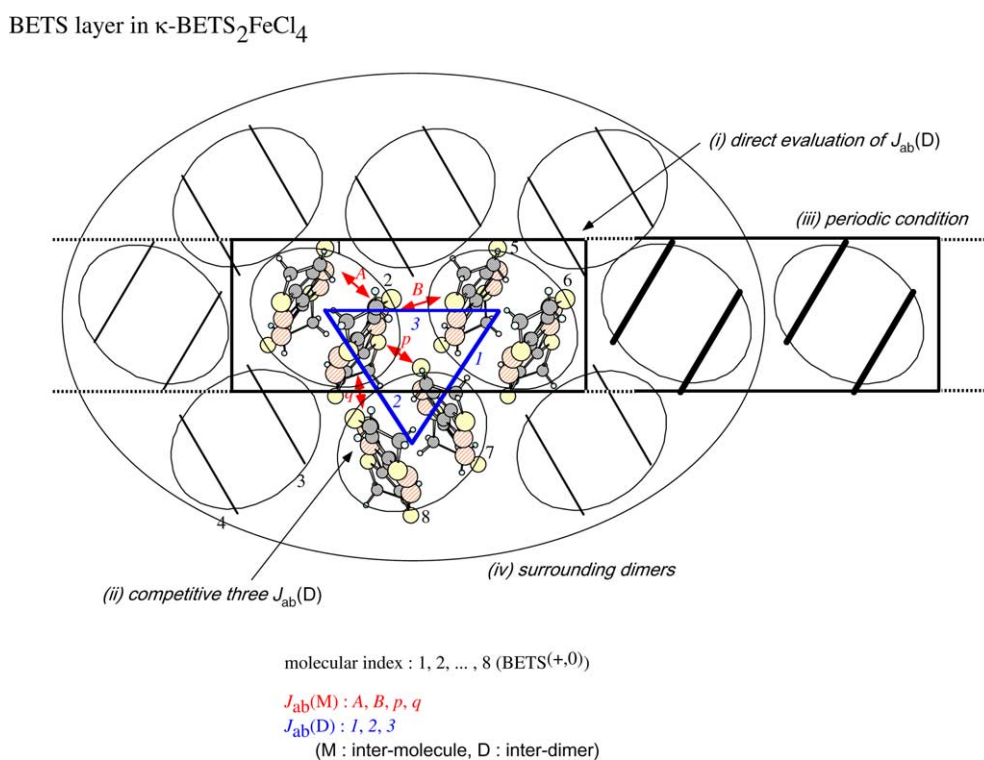 BETS layer in κ-BETS2FeCl4
(i) direct evaluation of Jab(D)
(iii) periodic condition
1
5
A
2
B
6
3
p
1
q
2
3
7
4
8
(iv) surrounding dimers
(ii) competitive three Jab(D)
molecular index : 1, 2, ... , 8 (BETS(+,0))
Jab(M) : A, B, p, q
Jab(D) : 1, 2, 3
(M : inter-molecule, D : inter-dimer)